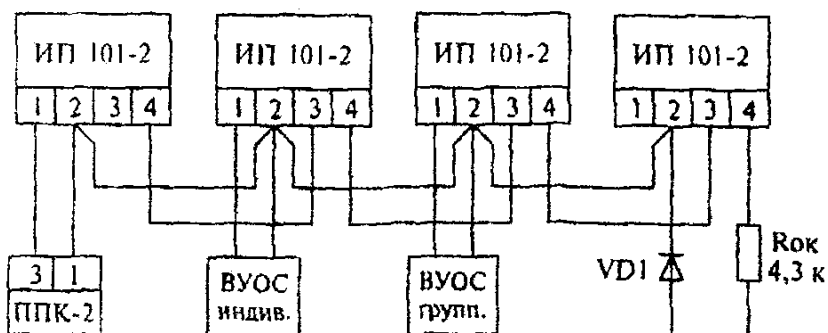 ИП 101-2 ИП 101-2 ИП 101-2 ИП 101-2
1 2 3 4 1 2 3 4 1 2 3 4 1 2 3 4
3 1
ППК-2
ВУОС
индив.
ВУОС
групп.
VD1
Rок
4,3 к